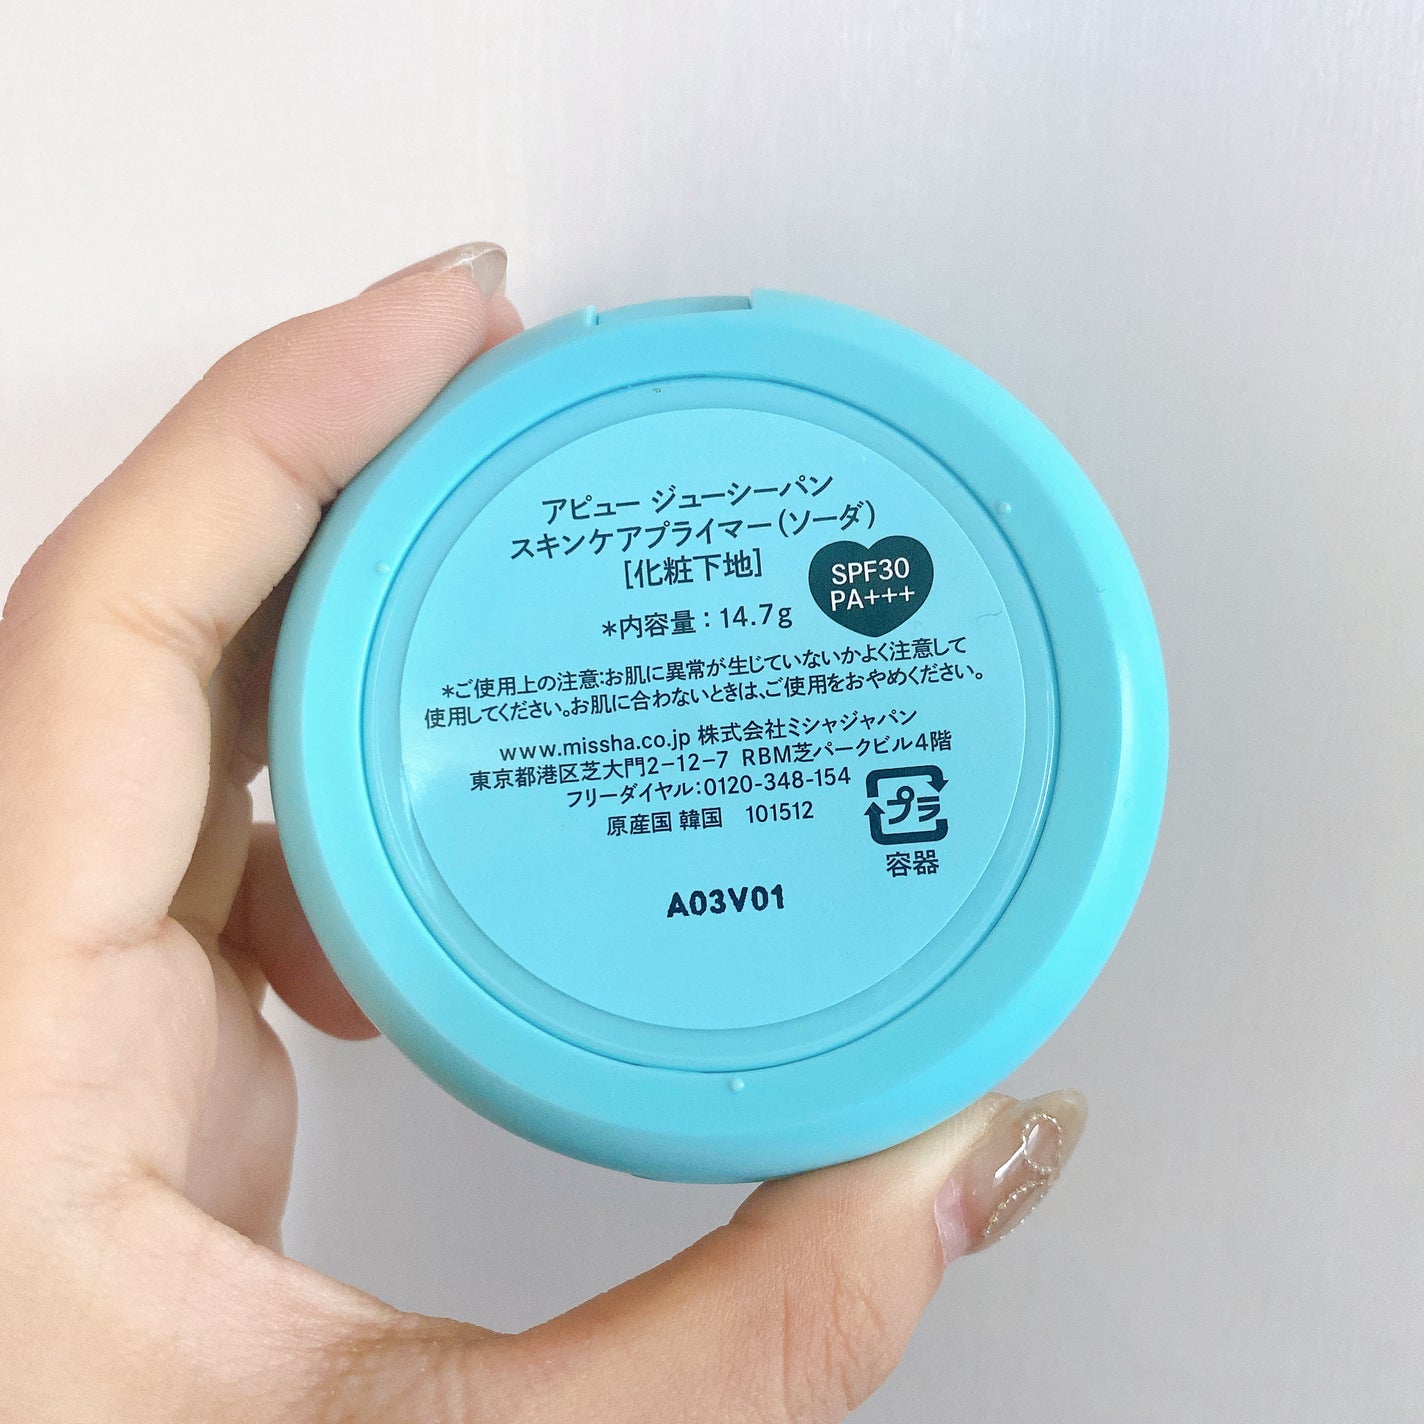 アピュー ジューシーパン
スキンケアプライマー（ソーダ）
［化粧下地］
SPF30
PA+++
＊内容量：14.7g
＊ご使用上の注意：お肌に異常が生じていないかよく注意して
使用してください。お肌に合わないときは、ご使用をおやめください。
www.missha.co.jp 株式会社ミシャジャパン
東京都港区芝大門2−12−7 RBM芝パークビル4階
フリーダイヤル：0120-348-154
原産国 韓国 101512
プラ
容器
A03V01